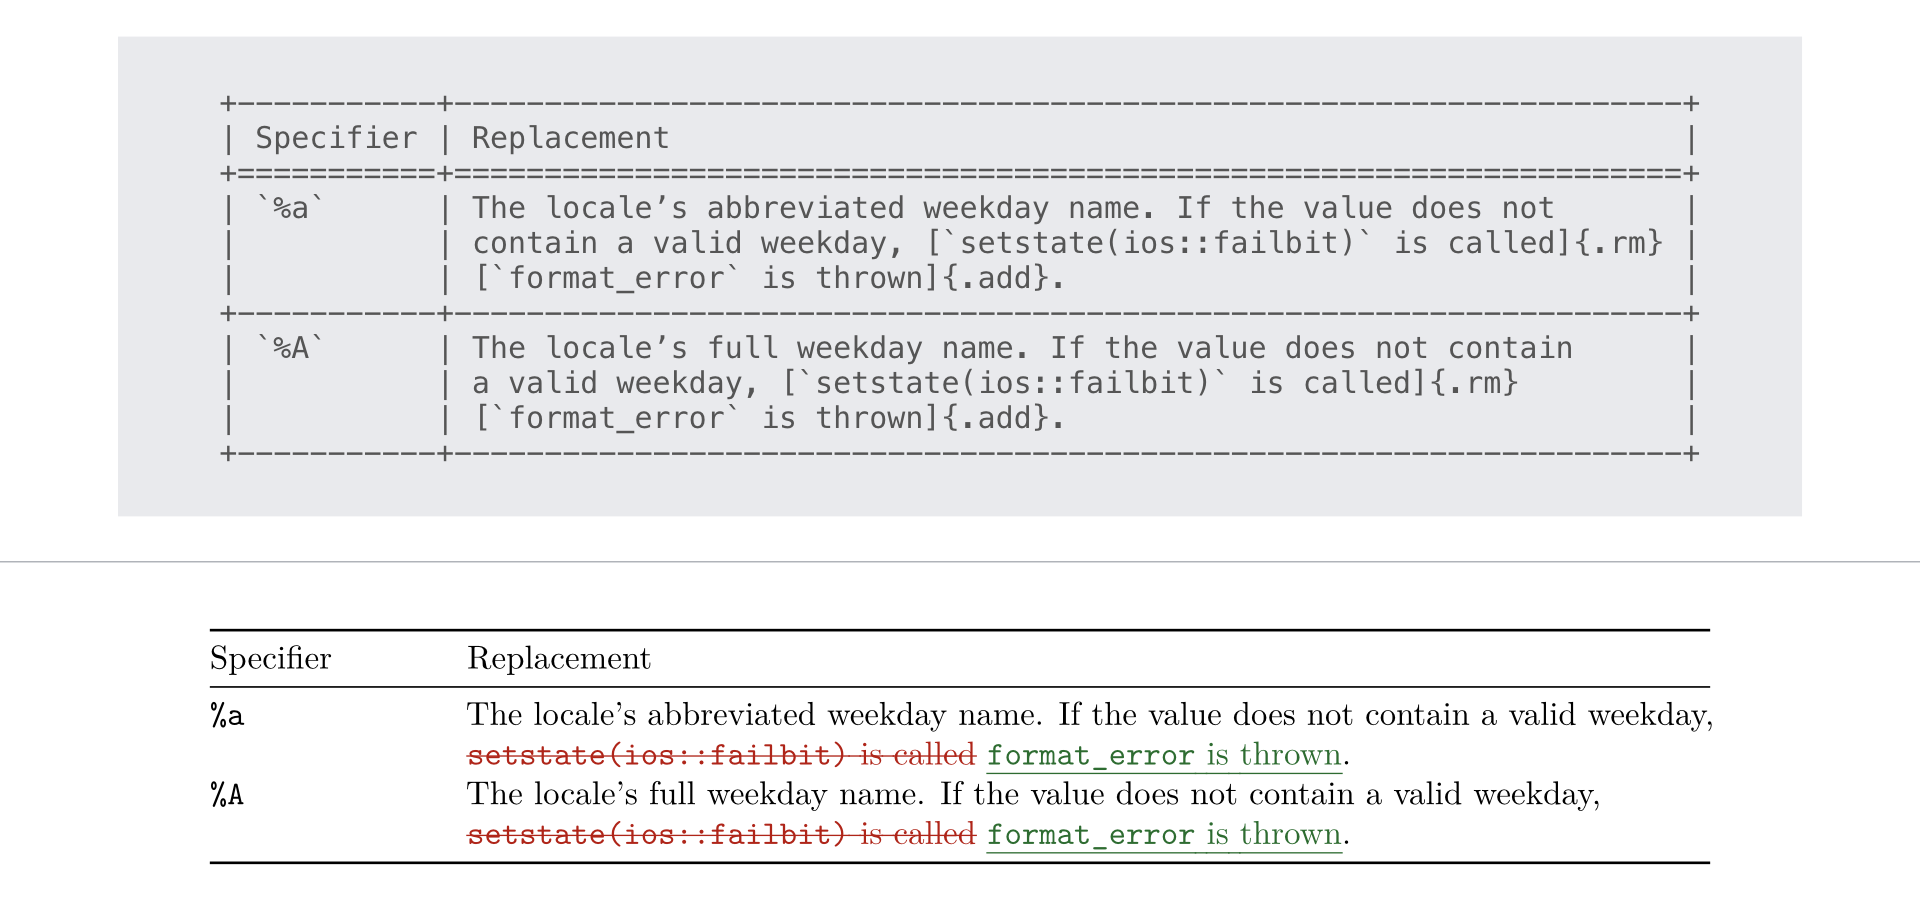 +-----------+--------------------------------------------------------------------+
| Specifier | Replacement                                                        |
+===========+====================================================================+
| `%a`      | The locale’s abbreviated weekday name. If the value does not       |
|           | contain a valid weekday, [`setstate(ios::failbit)` is called]{.rm} |
|           | [`format_error` is thrown]{.add}.                                  |
+-----------+--------------------------------------------------------------------+
| `%A`      | The locale’s full weekday name. If the value does not contain      |
|           | a valid weekday, [`setstate(ios::failbit)` is called]{.rm}         |
|           | [`format_error` is thrown]{.add}.                                  |
+-----------+--------------------------------------------------------------------+
Specifier Replacement
%a The locale’s abbreviated weekday name. If the value does not contain a valid weekday,
setstate(ios::failbit) is called format_error is thrown.
%A The locale’s full weekday name. If the value does not contain a valid weekday,
setstate(ios::failbit) is called format_error is thrown.